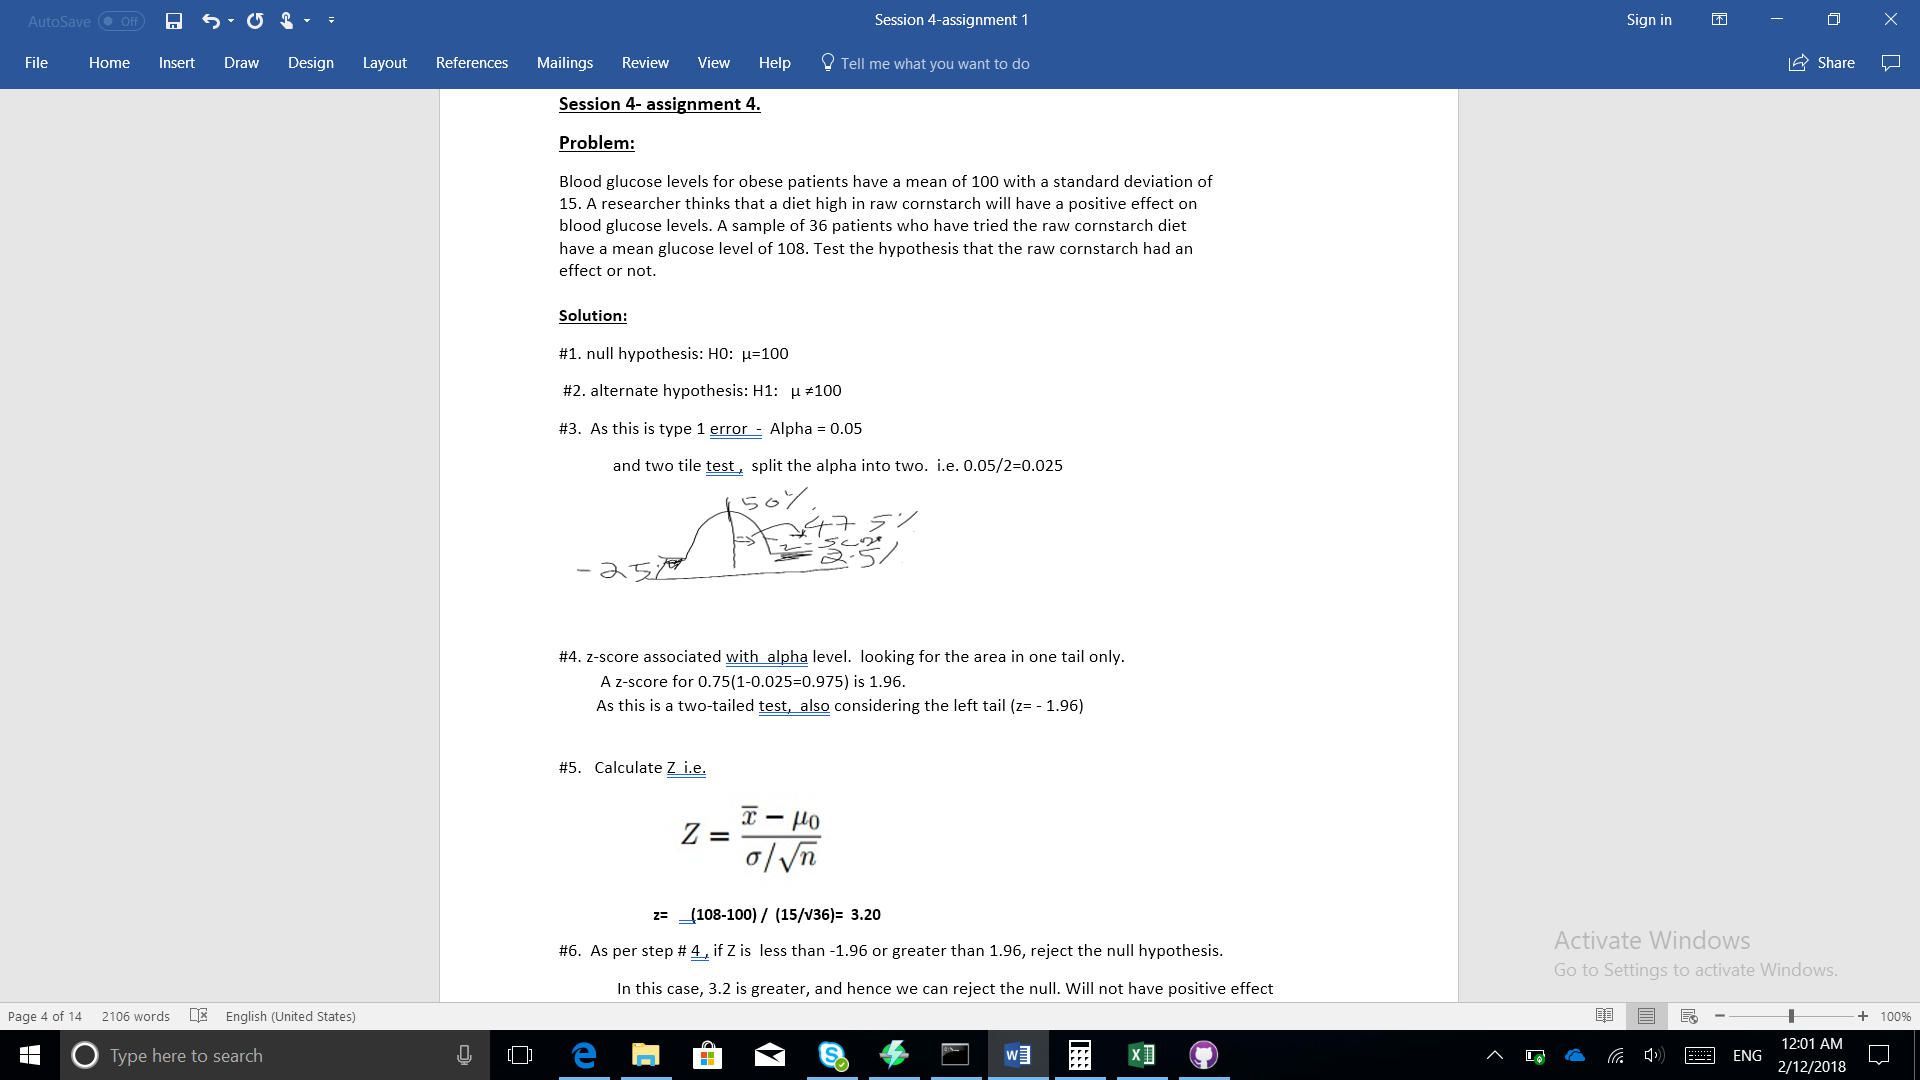 AutoSave Off
Session 4-assignment 1
Sign in
File Home Insert Draw Design Layout References Mailings Review View Help Tell me what you want to do Share
Session 4- assignment 4.
Problem:
Blood glucose levels for obese patients have a mean of 100 with a standard deviation of
15. A researcher thinks that a diet high in raw cornstarch will have a positive effect on
blood glucose levels. A sample of 36 patients who have tried the raw cornstarch diet
have a mean glucose level of 108. Test the hypothesis that the raw cornstarch had an
effect or not.
Solution:
#1. null hypothesis: H0: μ=100
#2. alternate hypothesis: H1: μ ≠100
#3. As this is type 1 error - Alpha = 0.05
and two tile test , split the alpha into two. i.e. 0.05/2=0.025
50%
47 5%
z - score
2.5%
- 25%
#4. z-score associated with alpha level. looking for the area in one tail only.
A z-score for 0.75(1-0.025=0.975) is 1.96.
As this is a two-tailed test, also considering the left tail (z= - 1.96)
#5. Calculate Z i.e.
Z = x̅ − μ0 / σ/√n
z= (108-100) / (15/√36)= 3.20
#6. As per step # 4 , if Z is less than -1.96 or greater than 1.96, reject the null hypothesis.
In this case, 3.2 is greater, and hence we can reject the null. Will not have positive effect
Activate Windows
Go to Settings to activate Windows.
Page 4 of 14 2106 words English (United States) 100%
Type here to search
ENG
12:01 AM
2/12/2018